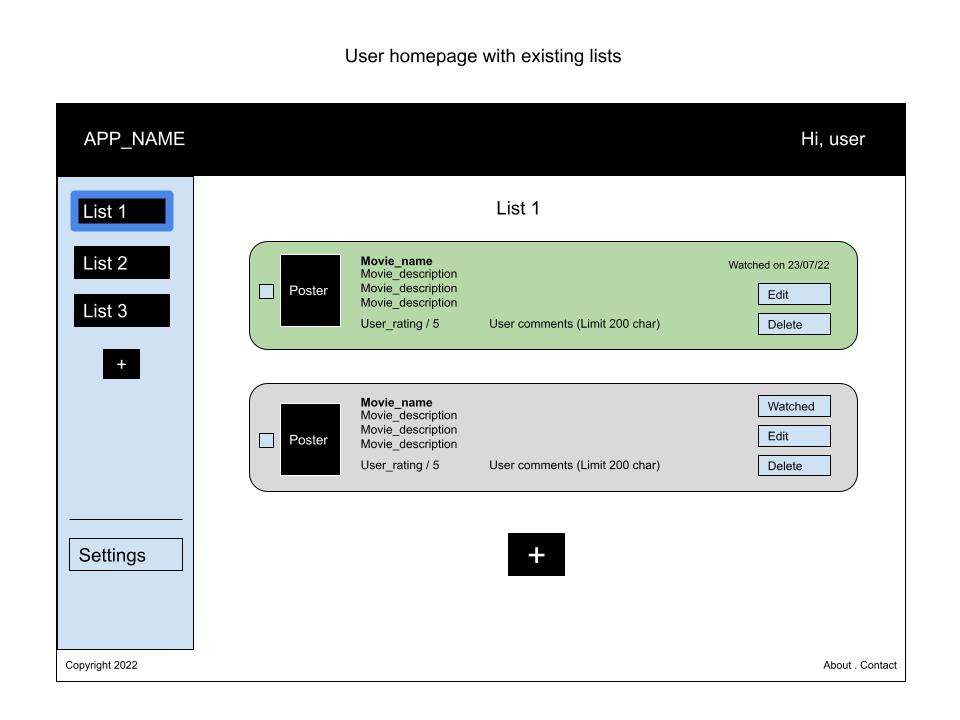 User homepage with existing lists
APP_NAME
Hi, user
List 1
List 2
List 3
+
Settings
List 1
Poster
Movie_name
Movie_description
Movie_description
Movie_description
User_rating / 5
User comments (Limit 200 char)
Watched on 23/07/22
Edit
Delete
Poster
Movie_name
Movie_description
Movie_description
Movie_description
User_rating / 5
User comments (Limit 200 char)
Watched
Edit
Delete
+
Copyright 2022
About . Contact